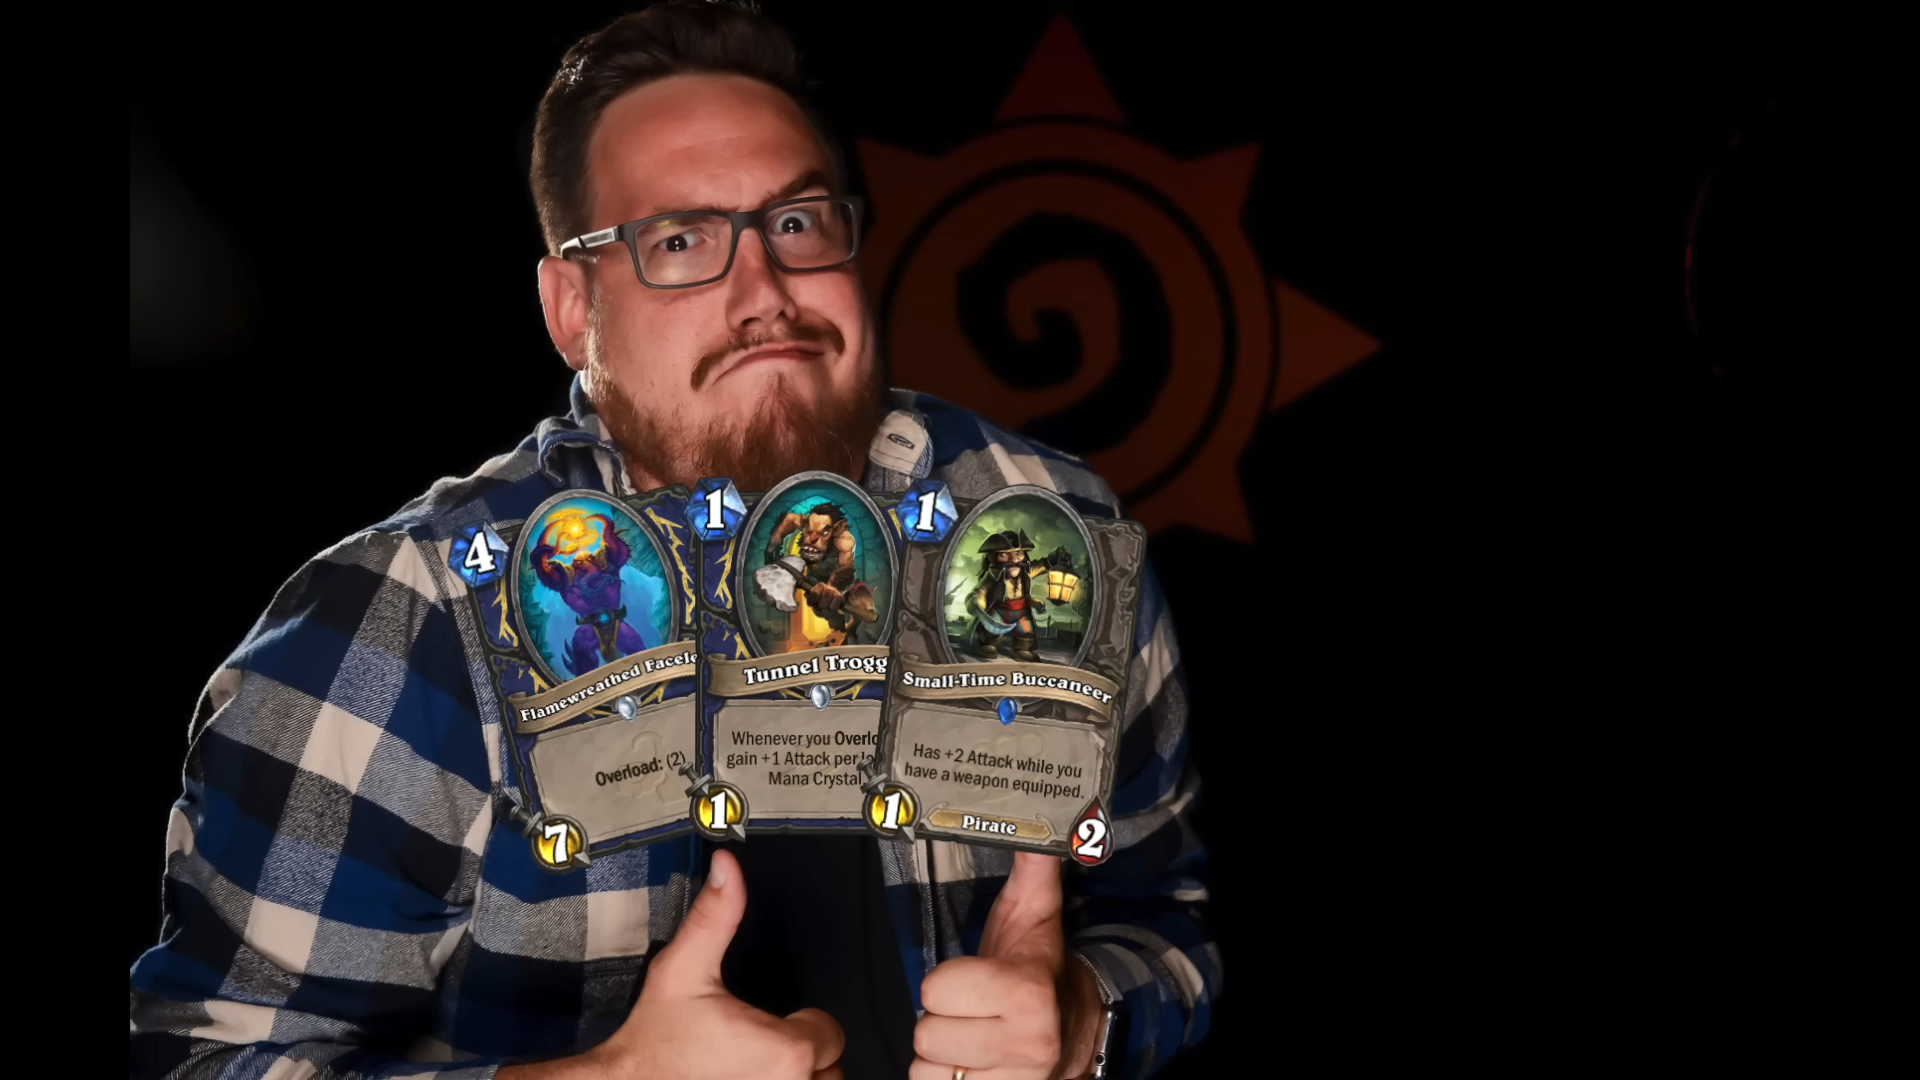 4
Flamewreathed Facele
Overload: (2)
7
1
Tunnel Trogg
Whenever you Overlo
gain +1 Attack per lo
Mana Crystal.
1
1
Small-Time Buccaneer
Has +2 Attack while you
have a weapon equipped.
1
Pirate
2